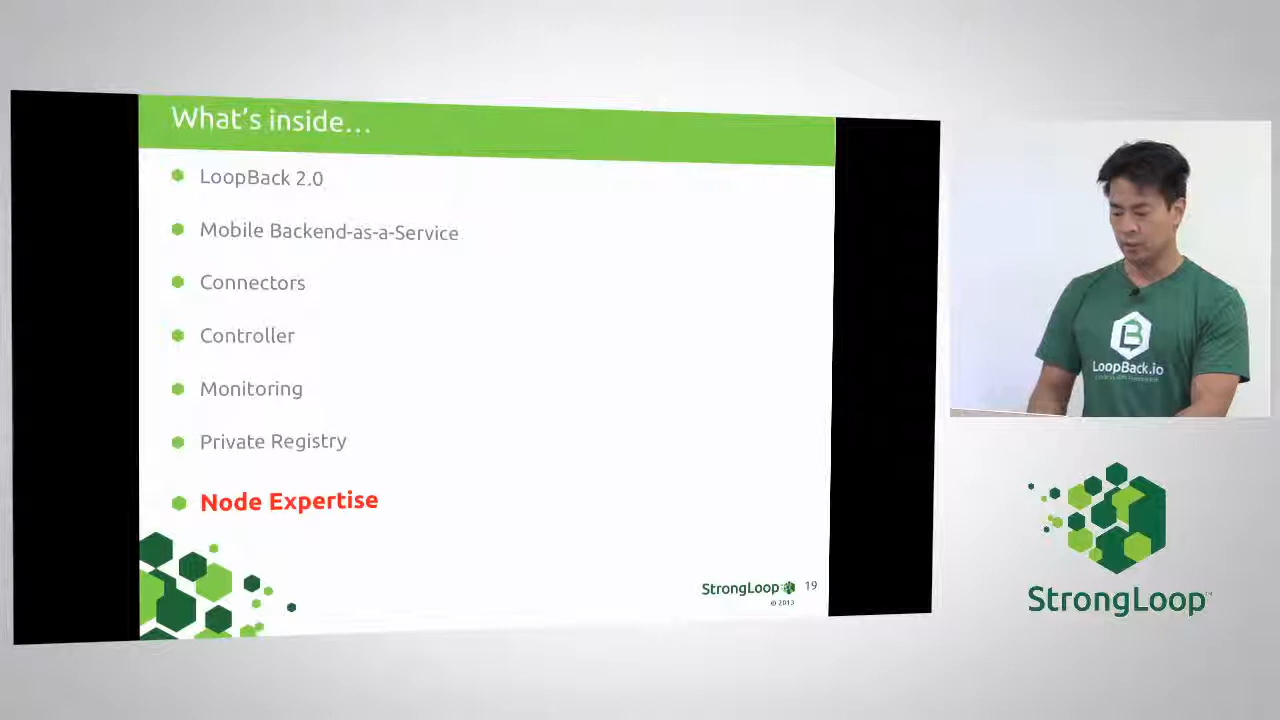 What's inside...
LoopBack 2.0
Mobile Backend-as-a-Service
Connectors
Controller
Monitoring
Private Registry
Node Expertise
StrongLoop 19
© 2013
LB
LoopBack.io
StrongLoop